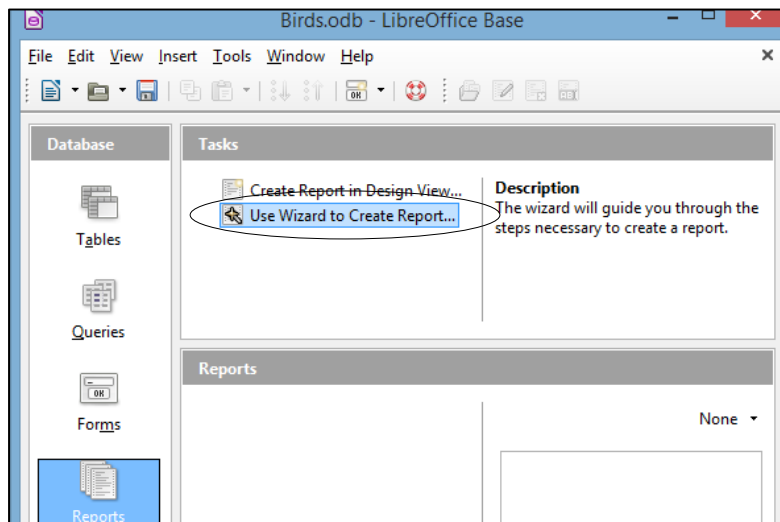 Birds.odb - LibreOffice Base
File Edit View Insert Tools Window Help
Database
Tables
Queries
Forms
Reports
Tasks
Create Report in Design View...
Use Wizard to Create Report...
Description
The wizard will guide you through the
steps necessary to create a report.
Reports
None